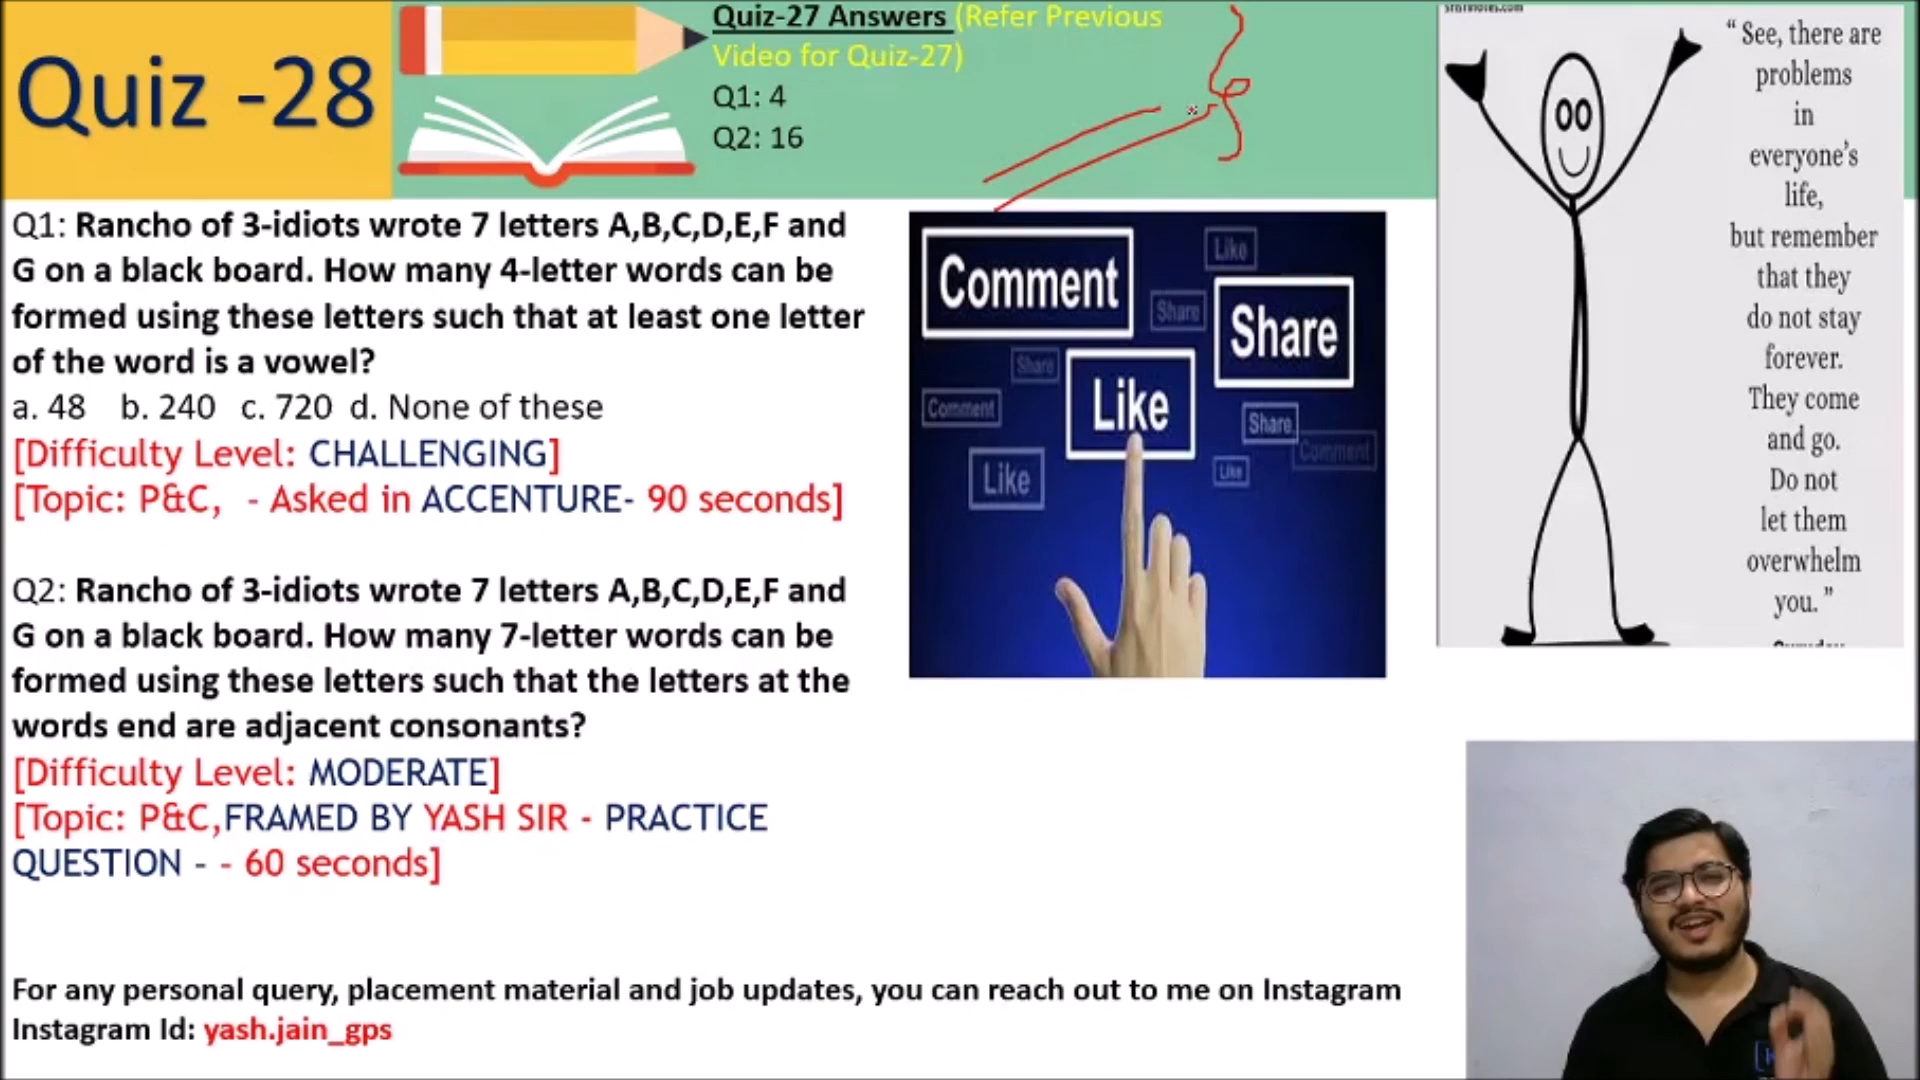 Quiz -28
Quiz-27 Answers (Refer Previous
Video for Quiz-27)
Q1: 4
Q2: 16
Q1: Rancho of 3-idiots wrote 7 letters A,B,C,D,E,F and
G on a black board. How many 4-letter words can be
formed using these letters such that at least one letter
of the word is a vowel?
a. 48 b. 240 c. 720 d. None of these
[Difficulty Level: CHALLENGING]
[Topic: P&C, - Asked in ACCENTURE- 90 seconds]
Q2: Rancho of 3-idiots wrote 7 letters A,B,C,D,E,F and
G on a black board. How many 7-letter words can be
formed using these letters such that the letters at the
words end are adjacent consonants?
[Difficulty Level: MODERATE]
[Topic: P&C,FRAMED BY YASH SIR - PRACTICE
QUESTION - - 60 seconds]
For any personal query, placement material and job updates, you can reach out to me on Instagram
Instagram Id: yash.jain_gps
Comment
Like
Share
Share
Share
Like
Comment
Share
Comment
Like
Like
“ See, there are
problems
in
everyone’s
life,
but remember
that they
do not stay
forever.
They come
and go.
Do not
let them
overwhelm
you. ”